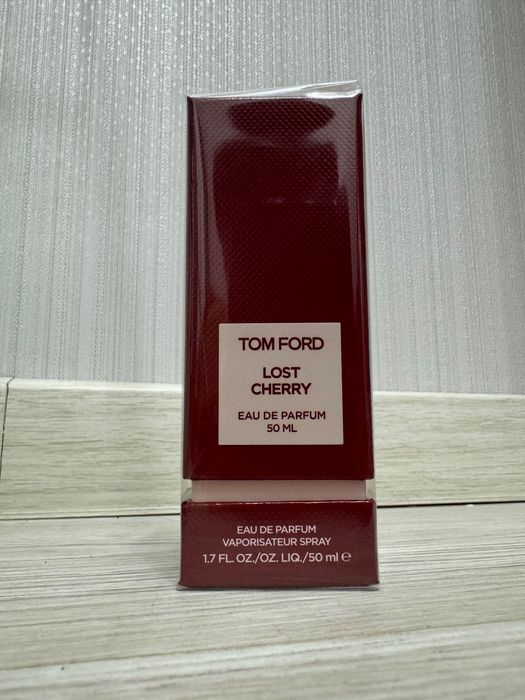 TOM FORD
LOST
CHERRY
EAU DE PARFUM
50 ML
EAU DE PARFUM
VAPORISATEUR SPRAY
1.7 FL. OZ./OZ. LIQ./50 ml ℮